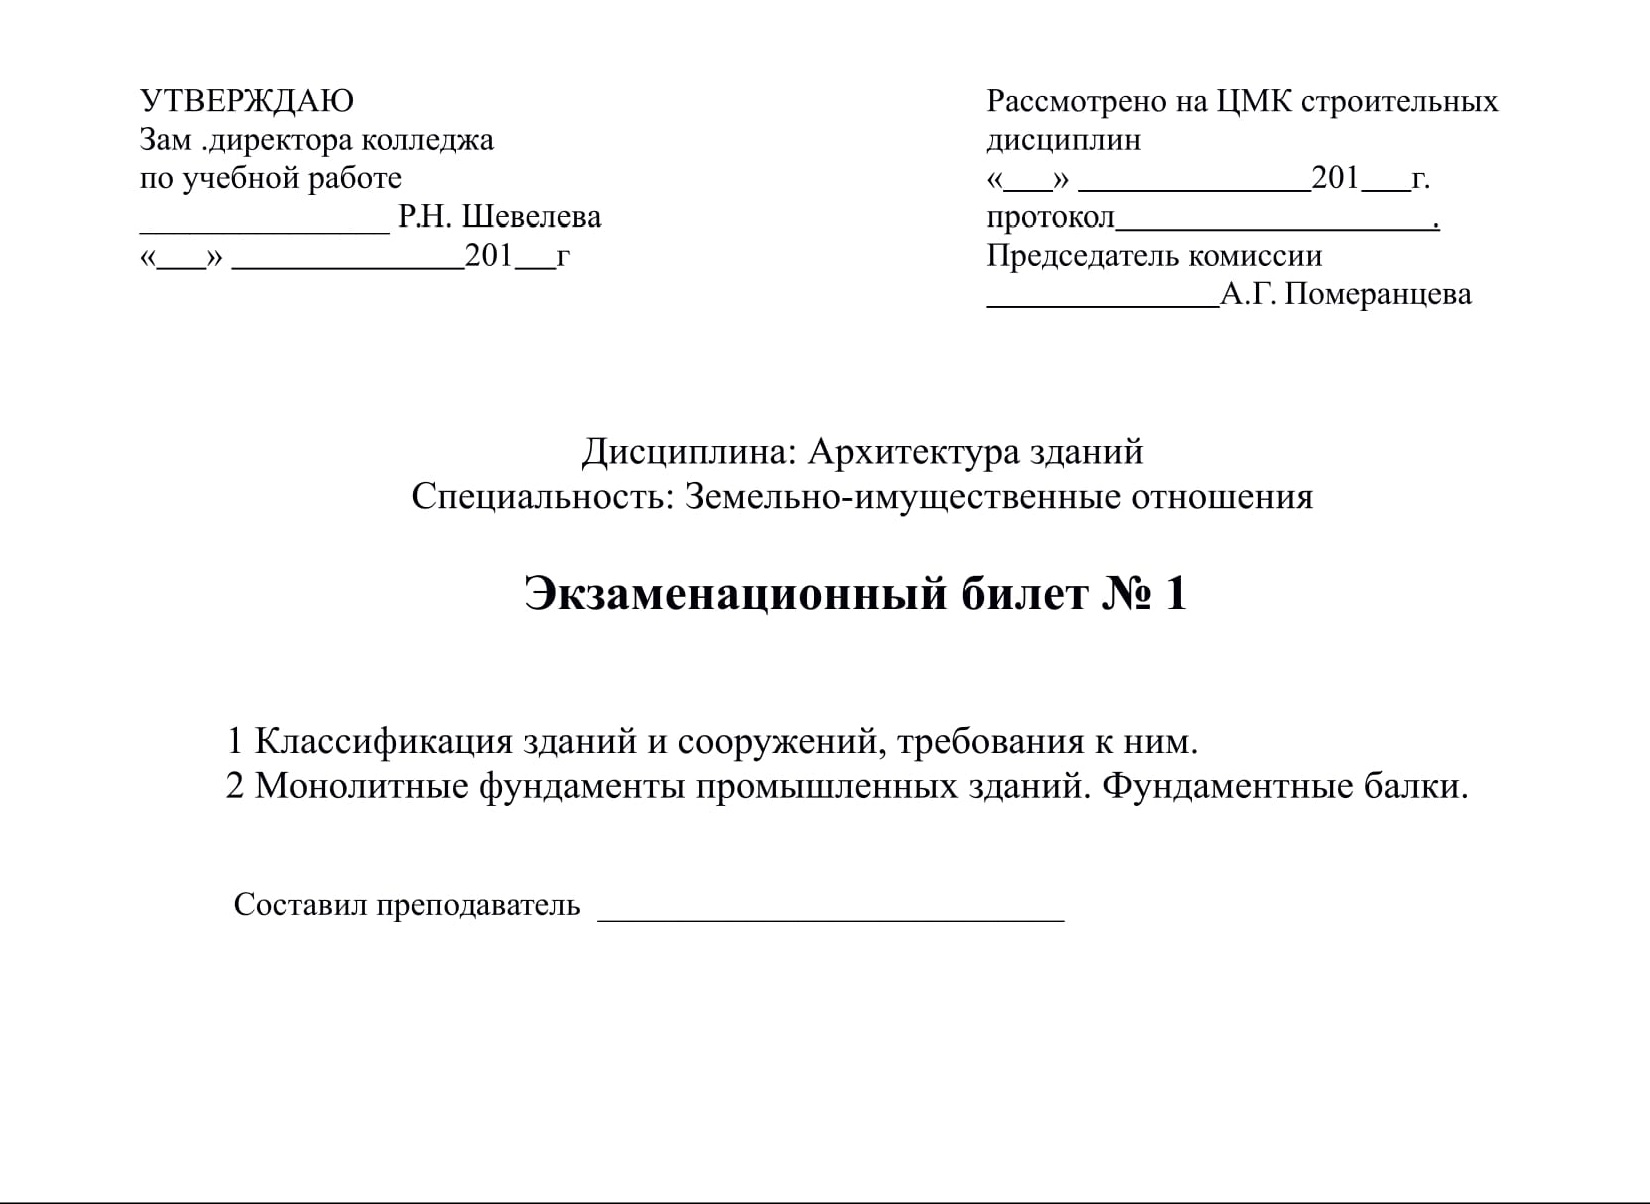 УТВЕРЖДАЮ
Зам .директора колледжа
по учебной работе
_______________ Р.Н. Шевелева
«___» ______________201__г
Рассмотрено на ЦМК строительных
дисциплин
«___» ______________201___г.
протокол___________________.
Председатель комиссии
______________А.Г. Померанцева
Дисциплина: Архитектура зданий
Специальность: Земельно-имущественные отношения
Экзаменационный билет № 1
1 Классификация зданий и сооружений, требования к ним.
2 Монолитные фундаменты промышленных зданий. Фундаментные балки.
Составил преподаватель ____________________________